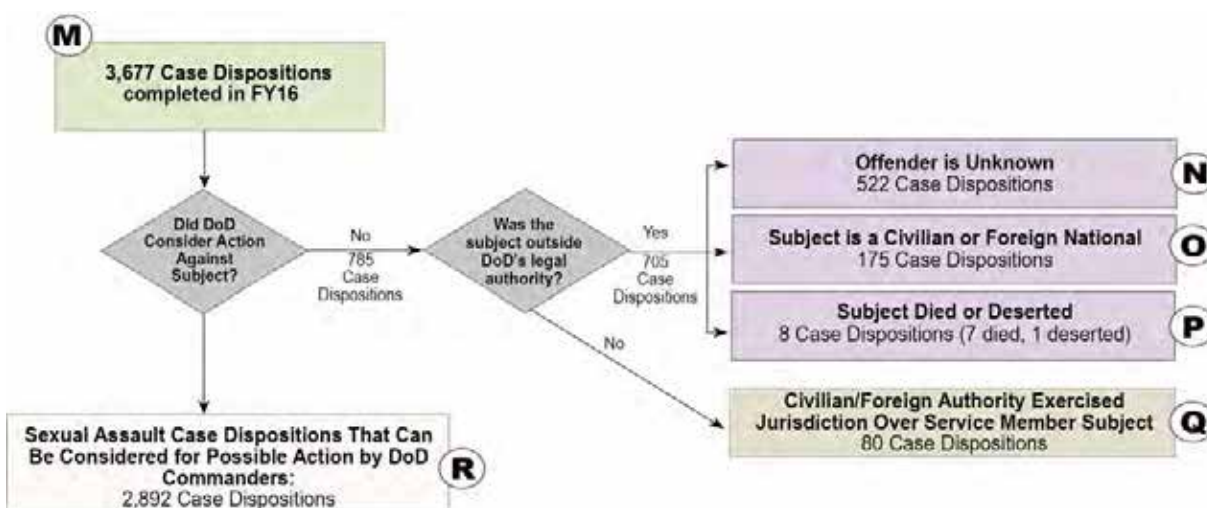 M
3,677 Case Dispositions
completed in FY16
Did DoD
Consider Action
Against
Subject?
No
785
Case
Dispositions
Was the
subject outside
DoD's legal
authority?
Yes
705
Case
Dispositions
Offender is Unknown
522 Case Dispositions
N
Subject is a Civilian or Foreign National
175 Case Dispositions
O
Subject Died or Deserted
8 Case Dispositions (7 died, 1 deserted)
P
No
Civilian/Foreign Authority Exercised
Jurisdiction Over Service Member Subject
80 Case Dispositions
Q
Sexual Assault Case Dispositions That Can
Be Considered for Possible Action by DoD
Commanders:
2,892 Case Dispositions
R